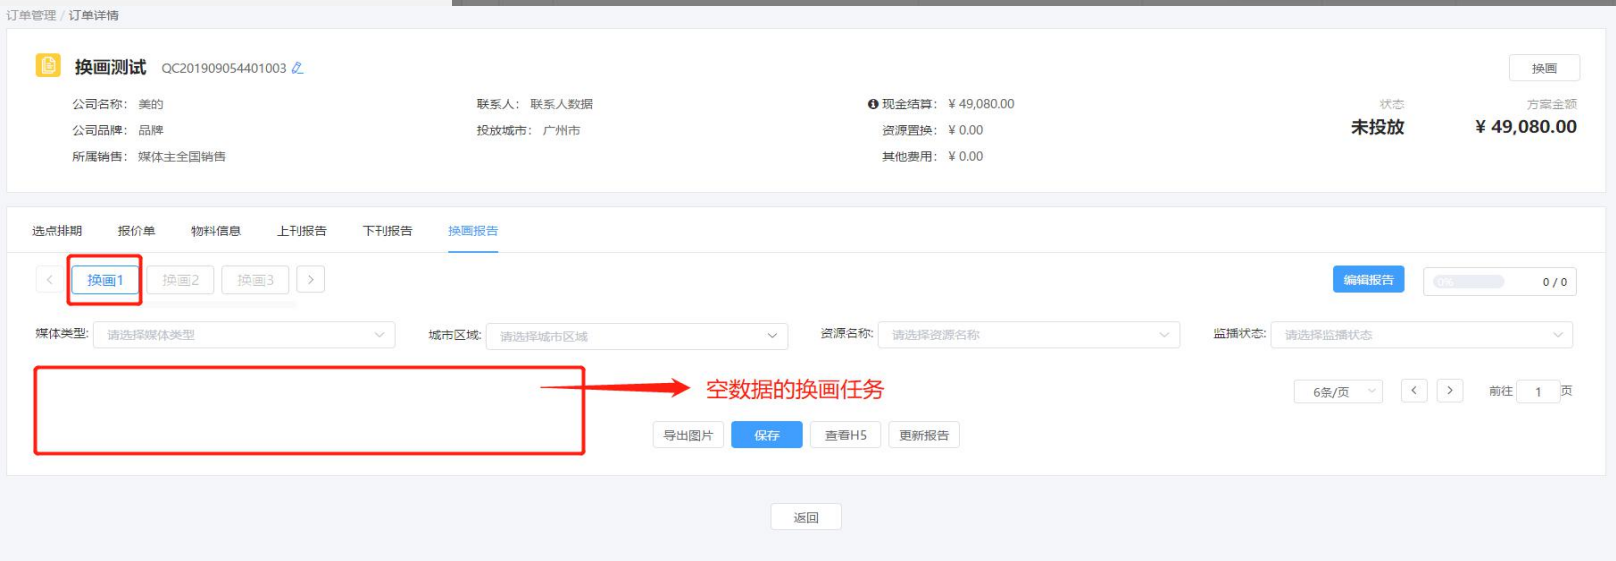 订单管理 / 订单详情
换画测试 QC201909054401003
换画
公司名称： 美的
联系人： 联系人数据
现金结算： ¥ 49,080.00
状态
方案金额
公司品牌： 品牌
投放城市： 广州市
资源置换： ¥ 0.00
未投放
¥ 49,080.00
所属销售： 媒体主全国销售
其他费用： ¥ 0.00
选点排期 报价单 物料信息 上刊报告 下刊报告 换画报告
< 换画1 换画2 换画3 >
编辑报告 0% 0 / 0
媒体类型: 请选择媒体类型
城市区域: 请选择城市区域
资源名称: 请选择资源名称
监播状态: 请选择监播状态
空数据的换画任务
6条/页 < > 前往 1 页
导出图片 保存 查看H5 更新报告
返回